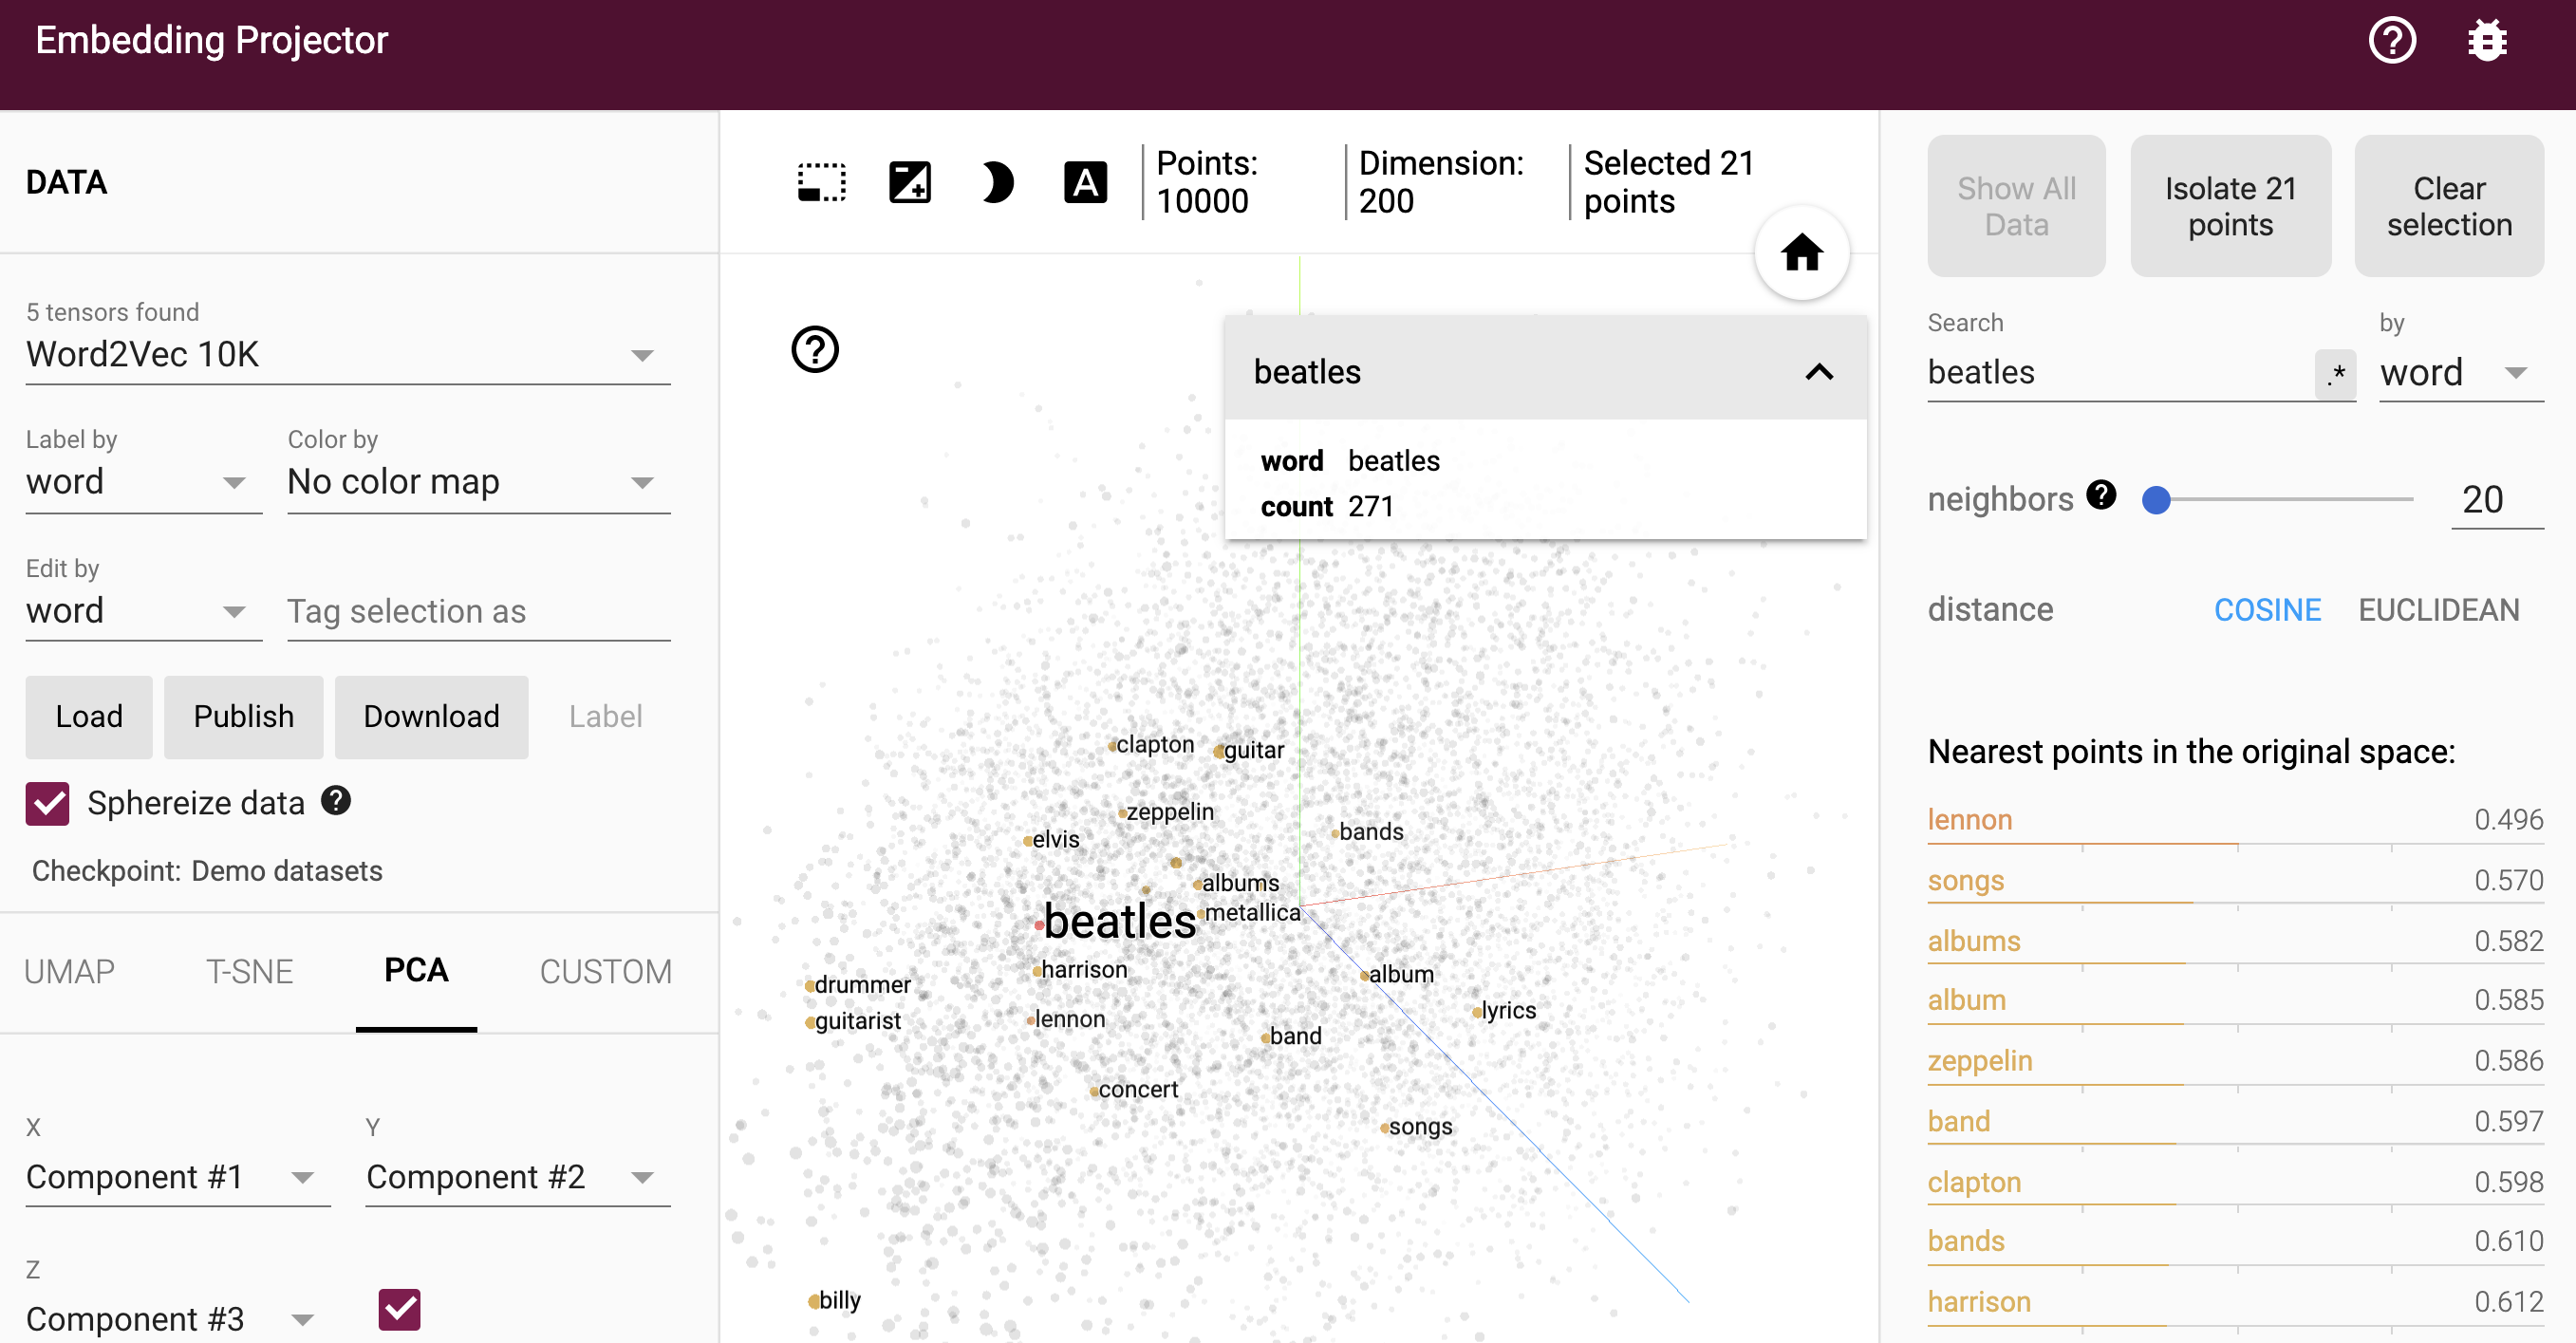 Embedding Projector
DATA
5 tensors found
Word2Vec 10K
Label by
word
Color by
No color map
Edit by
word
Tag selection as
Load
Publish
Download
Label
Sphereize data
Checkpoint: Demo datasets
UMAP
T-SNE
PCA
CUSTOM
X
Component #1
Y
Component #2
Z
Component #3
A
Points:
10000
Dimension:
200
Selected 21
points
beatles
word beatles
count 271
clapton
guitar
zeppelin
elvis
bands
albums
beatles
metallica
harrison
drummer
album
guitarist
lennon
lyrics
band
concert
songs
billy
Show All
Data
Isolate 21
points
Clear
selection
Search
beatles
.*
by
word
neighbors
20
distance
COSINE
EUCLIDEAN
Nearest points in the original space:
lennon 0.496
songs 0.570
albums 0.582
album 0.585
zeppelin 0.586
band 0.597
clapton 0.598
bands 0.610
harrison 0.612